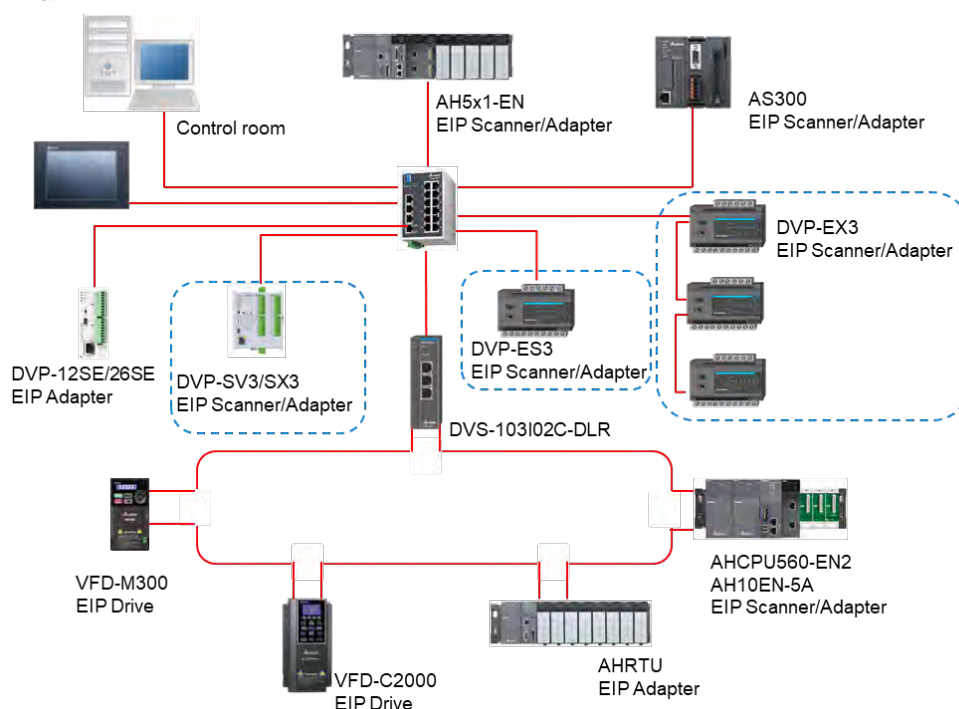 Control room
AH5x1-EN
EIP Scanner/Adapter
AS300
EIP Scanner/Adapter
DVP-EX3
EIP Scanner/Adapter
DVP-12SE/26SE
EIP Adapter
DVP-SV3/SX3
EIP Scanner/Adapter
DVP-ES3
EIP Scanner/Adapter
DVS-103I02C-DLR
VFD-M300
EIP Drive
VFD-C2000
EIP Drive
AHRTU
EIP Adapter
AHCPU560-EN2
AH10EN-5A
EIP Scanner/Adapter